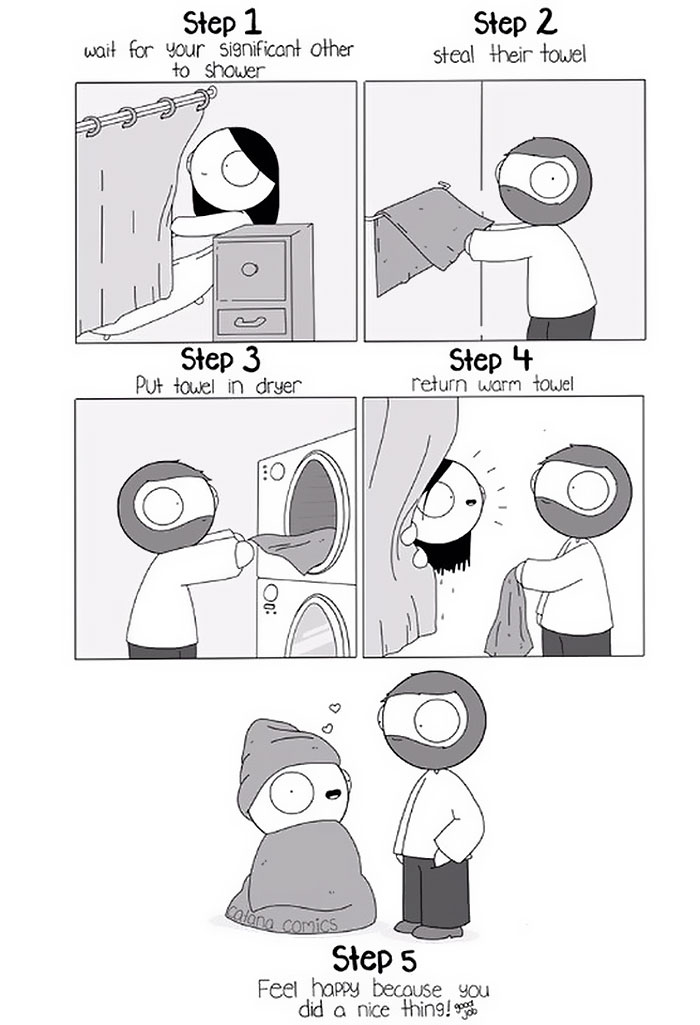 Step 1
wait for your significant other
to shower
Step 2
steal their towel
Step 3
Put towel in dryer
Step 4
return warm towel
catana comics
Step 5
Feel happy because you
did a nice thing! good job